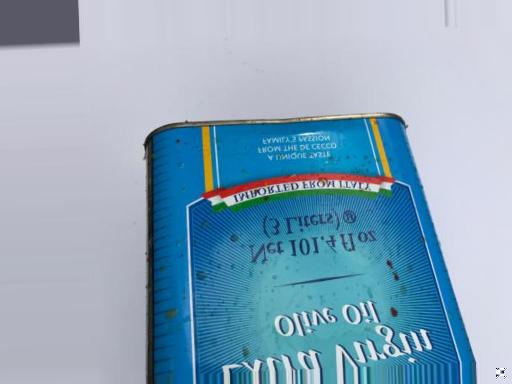 Extra Virgin
Olive Oil
Net 101.4 fl oz
(3 Liters)
IMPORTED FROM ITALY
A UNIQUE TASTE
FROM THE DE CECCO
FAMILY'S PASSION